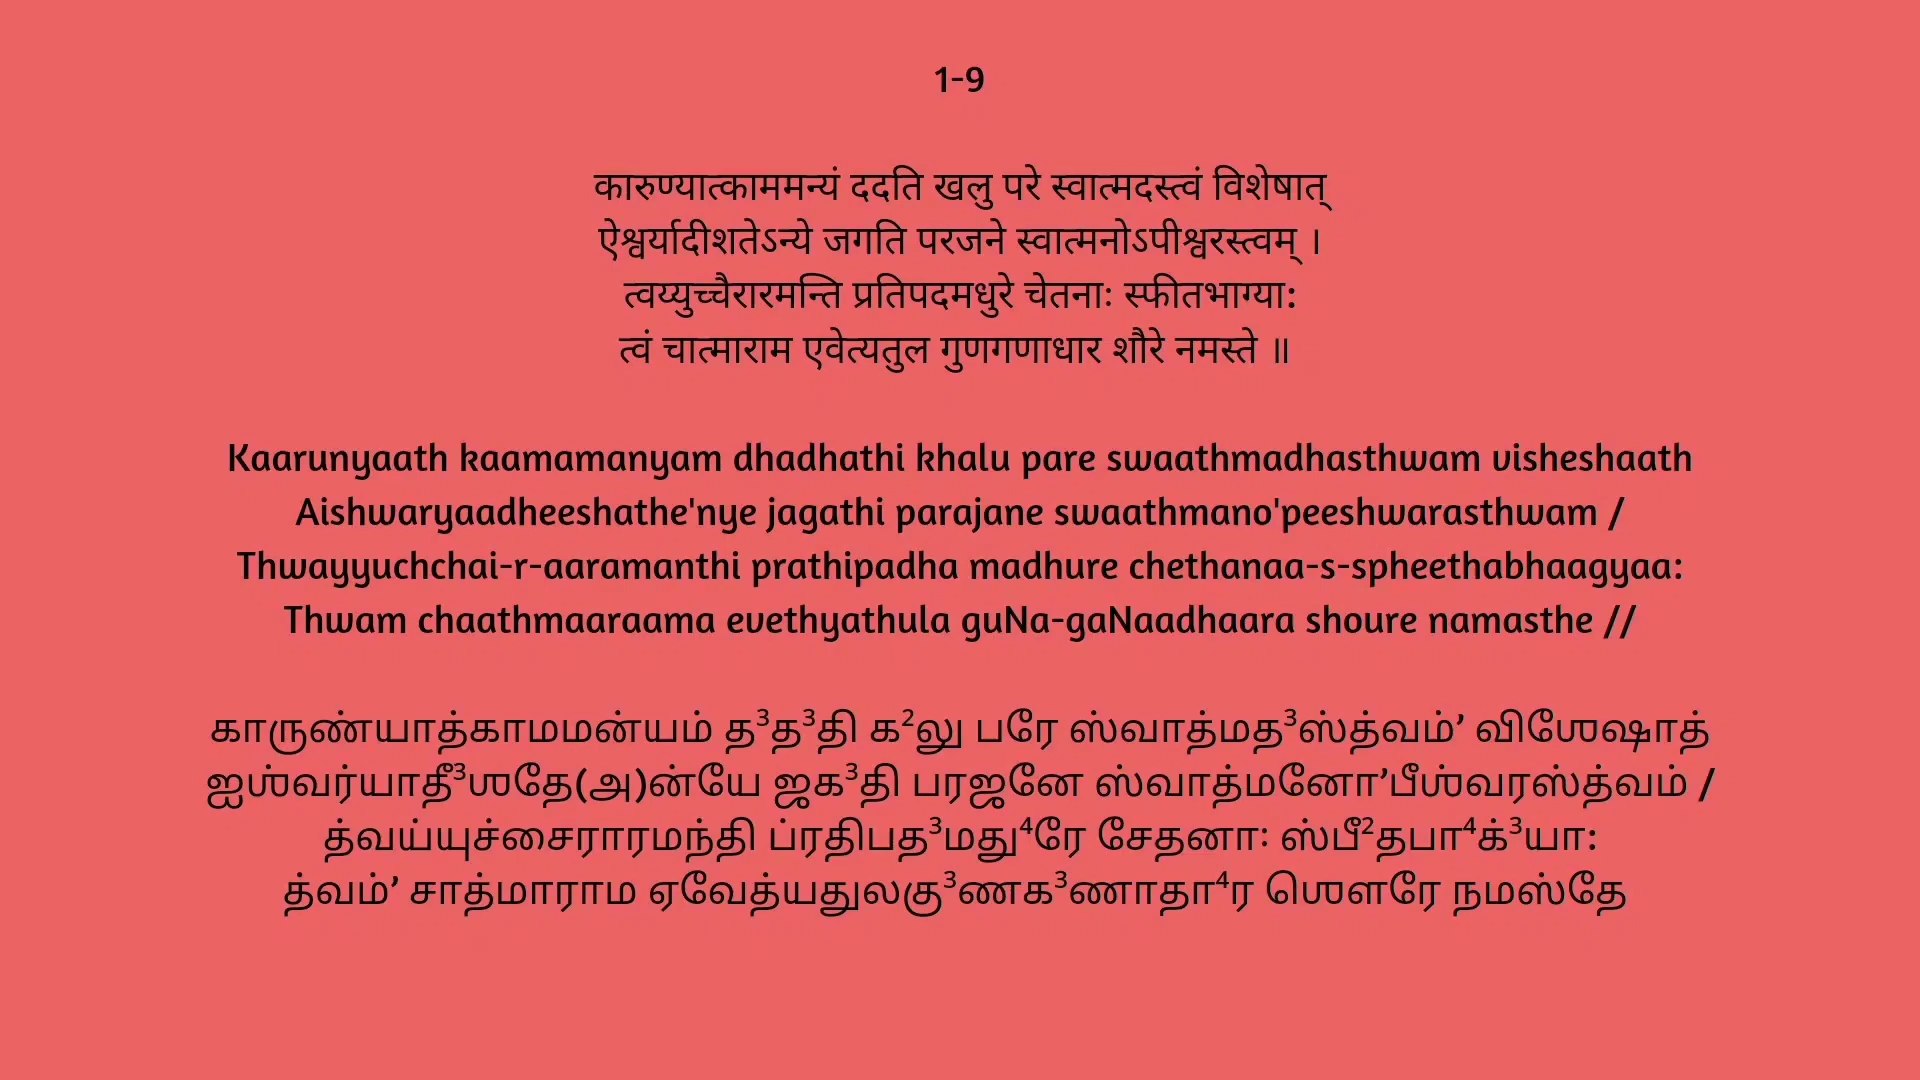 1-9
कारुण्यात्काममन्यं ददति खलु परे स्वात्मदस्त्वं विशेषात्
ऐश्वर्यादीशतेऽन्ये जगति परजने स्वात्मनोऽपीश्वरस्त्वम् ।
त्वय्युच्चैरारमन्ति प्रतिपदमधुरे चेतनाः स्फीतभाग्या:
त्वं चात्माराम एवेत्यतुल गुणगणाधार शौरे नमस्ते ॥
Kaarunyaath kaamamanyam dhadhathi khalu pare swaathmadhasthwam visheshaath
Aishwaryaadheeshathe'nye jagathi parajane swaathmano'peeshwarasthwam /
Thwayyuchchai-r-aaramanthi prathipadha madhure chethanaa-s-spheethabhaagyaa:
Thwam chaathmaaraama evethyathula guNa-gaNaadhaara shoure namasthe //
காருண்யாத்காமமன்யம் த³த³தி க²லு பரே ஸ்வாத்மத³ஸ்த்வம்’ விஶேஷாத்
ஐஶ்வர்யாதீ³ஶதே(அ)ன்யே ஜக³தி பரஜனே ஸ்வாத்மனோ’பீஶ்வரஸ்த்வம் /
த்வய்யுச்சைராரமந்தி ப்ரதிபத³மது⁴ரே சேதனா꞉ ஸ்பீ²தபா⁴க்³யா:
த்வம்’ சாத்மாராம ஏவேத்யதுலகு³ணக³ணாதா⁴ர ஶௌரே நமஸ்தே